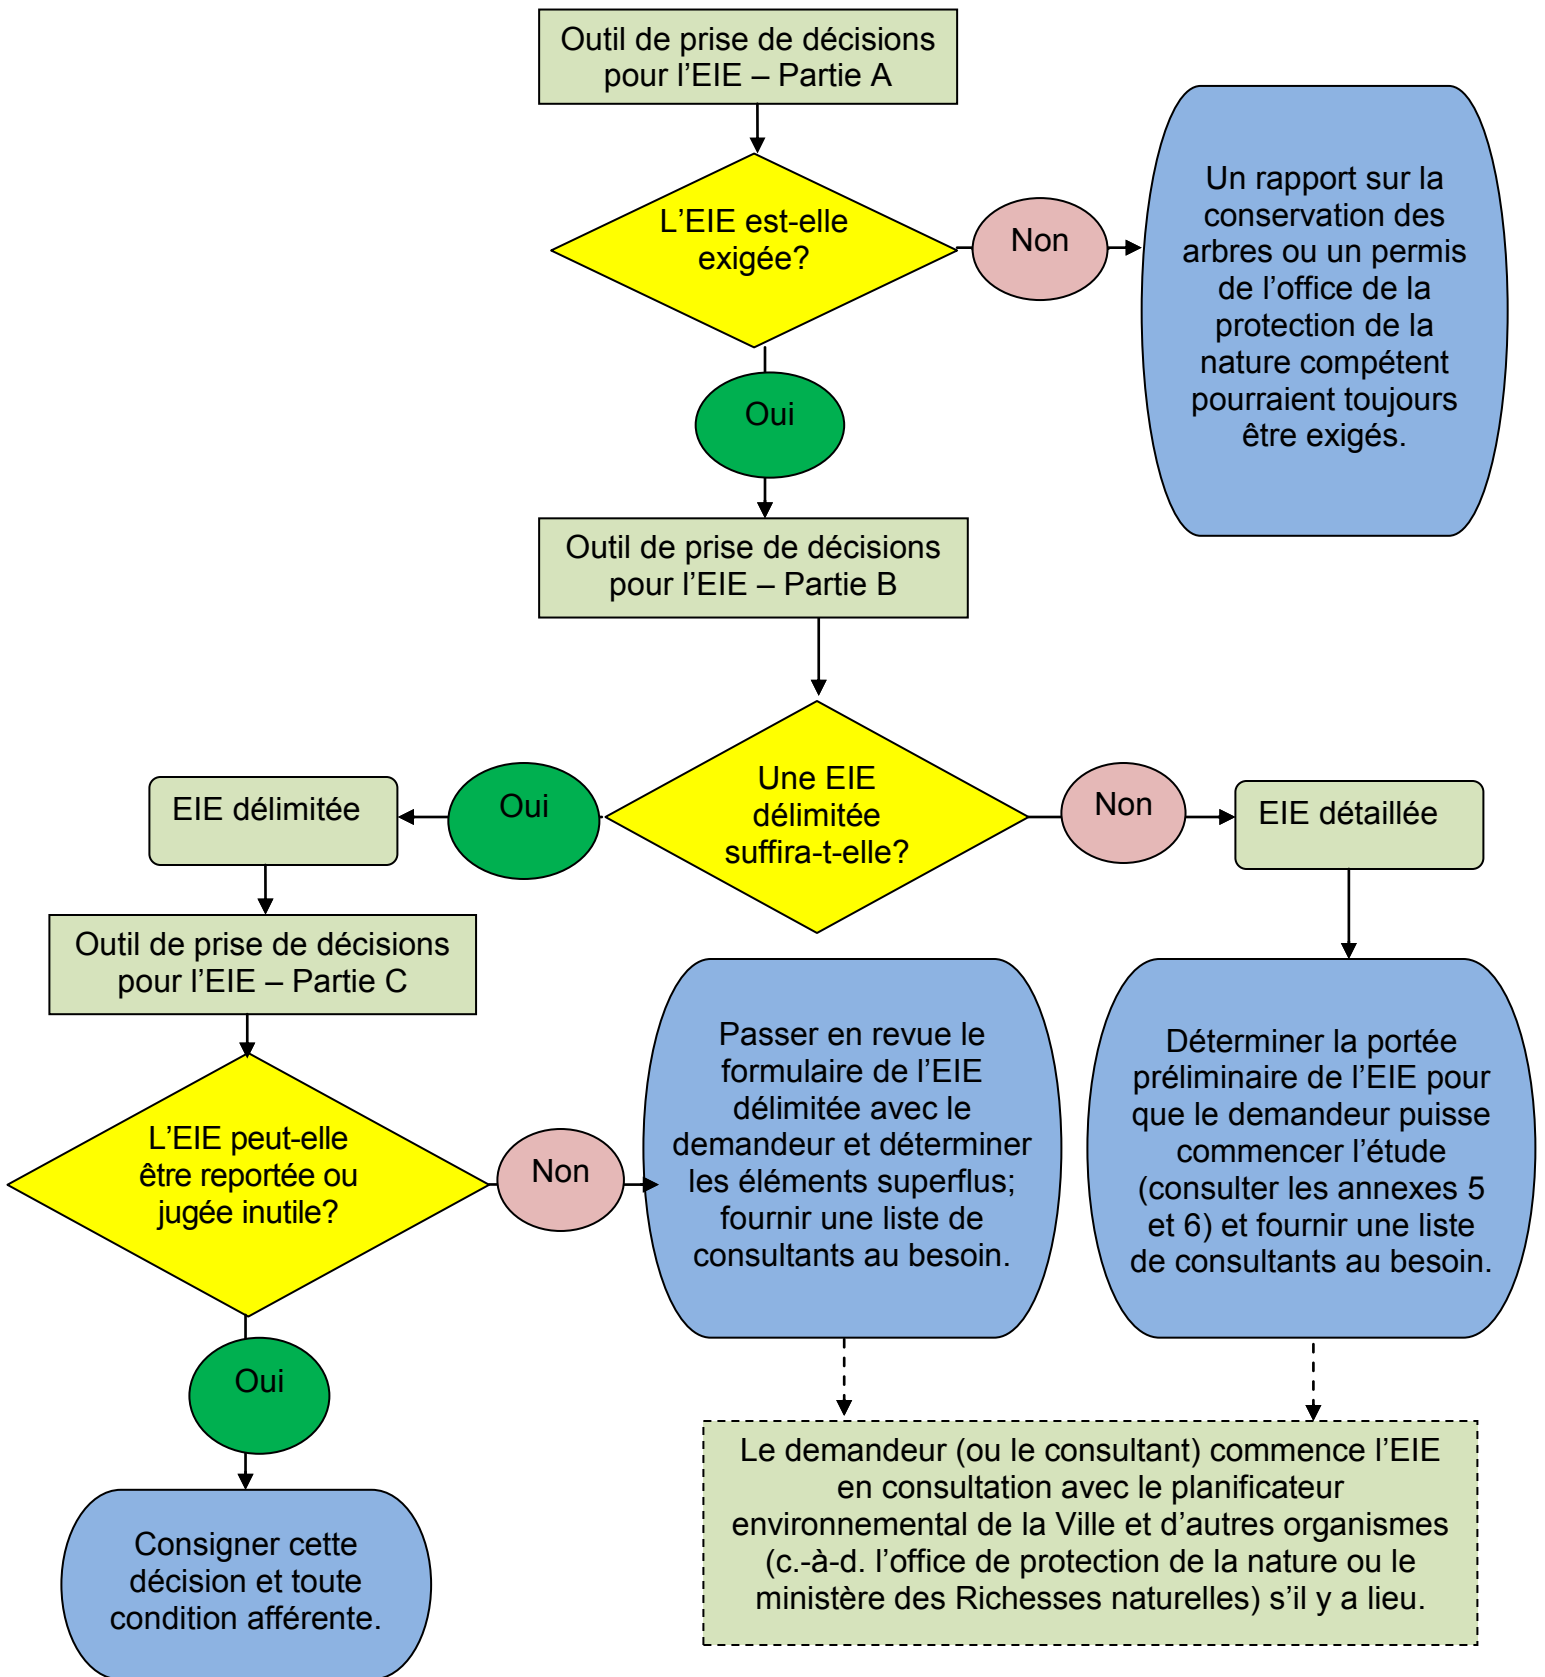 Outil de prise de décisions
pour l'EIE – Partie A
L'EIE est-elle
exigée?
Non
Un rapport sur la
conservation des
arbres ou un permis
de l'office de la
protection de la
nature compétent
pourraient toujours
être exigés.
Oui
Outil de prise de décisions
pour l'EIE – Partie B
Une EIE
délimitée
suffira-t-elle?
Oui
EIE délimitée
Non
EIE détaillée
Outil de prise de décisions
pour l'EIE – Partie C
L'EIE peut-elle
être reportée ou
jugée inutile?
Non
Passer en revue le
formulaire de l'EIE
délimitée avec le
demandeur et déterminer
les éléments superflus;
fournir une liste de
consultants au besoin.
Déterminer la portée
préliminaire de l'EIE pour
que le demandeur puisse
commencer l'étude
(consulter les annexes 5
et 6) et fournir une liste
de consultants au besoin.
Oui
Consigner cette
décision et toute
condition afférente.
Le demandeur (ou le consultant) commence l'EIE
en consultation avec le planificateur
environnemental de la Ville et d'autres organismes
(c.-à-d. l'office de protection de la nature ou le
ministère des Richesses naturelles) s'il y a lieu.